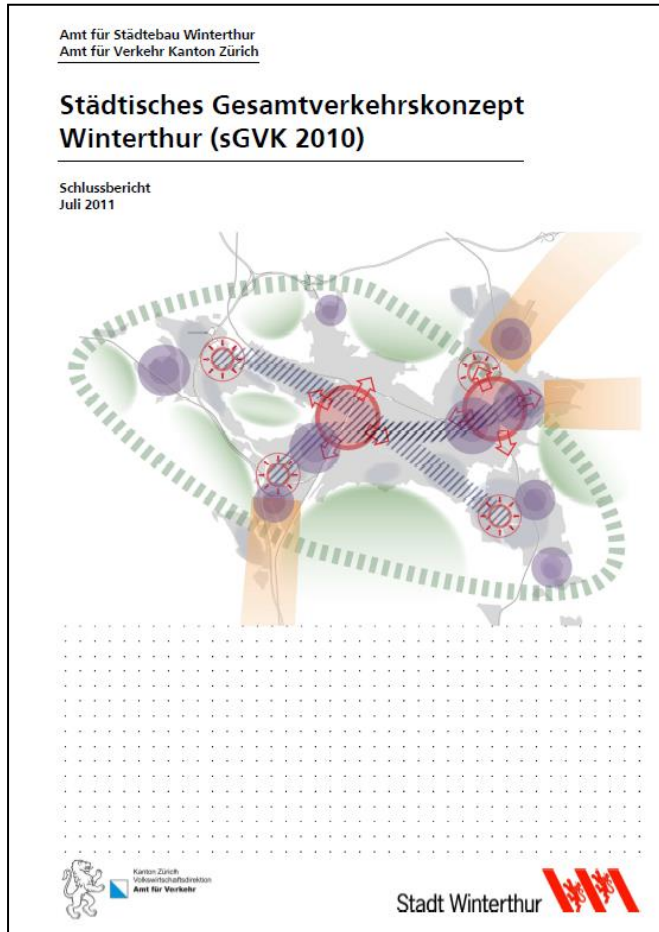 Amt für Städtebau Winterthur
Amt für Verkehr Kanton Zürich
Städtisches Gesamtverkehrskonzept
Winterthur (sGVK 2010)
Schlussbericht
Juli 2011
Kanton Zürich
Volkswirtschaftsdirektion
Amt für Verkehr
Stadt Winterthur